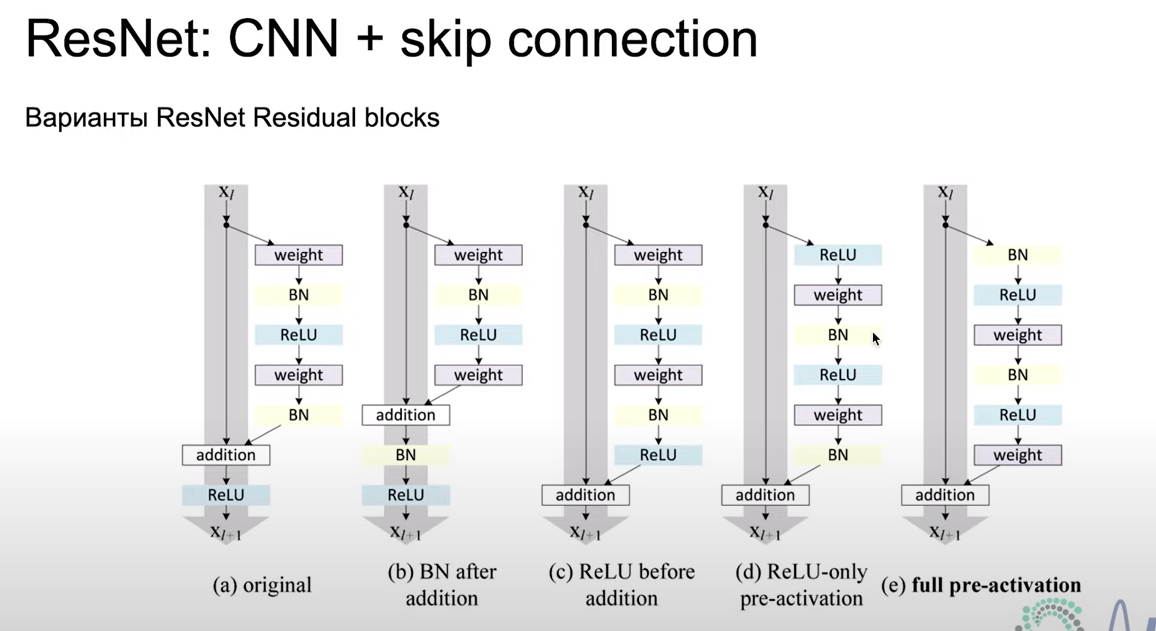 ResNet: CNN + skip connection
Варианты ResNet Residual blocks
x_l
weight
BN
ReLU
weight
BN
addition
ReLU
x_{l+1}
(a) original
x_l
weight
BN
ReLU
weight
addition
BN
ReLU
x_{l+1}
(b) BN after
addition
x_l
weight
BN
ReLU
weight
BN
ReLU
addition
x_{l+1}
(c) ReLU before
addition
x_l
ReLU
weight
BN
ReLU
weight
BN
addition
x_{l+1}
(d) ReLU-only
pre-activation
x_l
BN
ReLU
weight
BN
ReLU
weight
addition
x_{l+1}
(e) full pre-activation